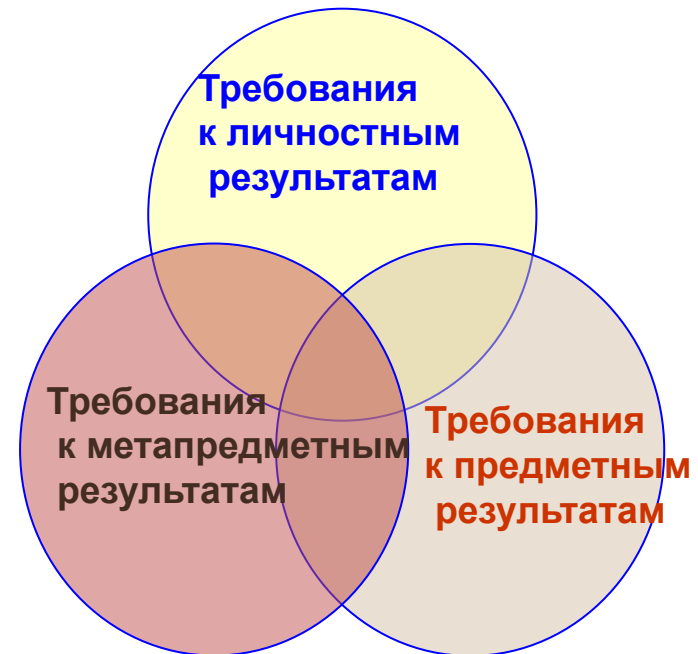 Требования
к личностным
результатам
Требования
к метапредметным
результатам
Требования
к предметным
результатам